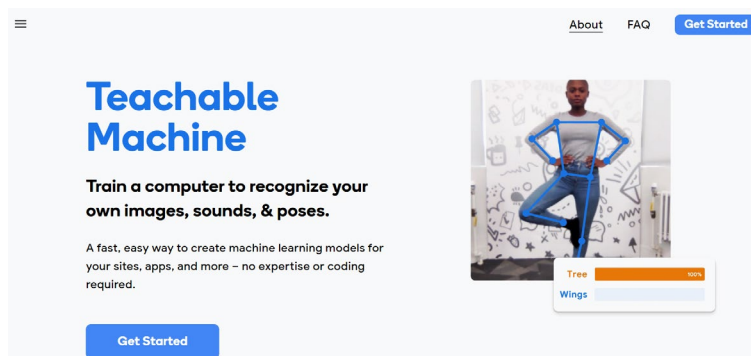 About FAQ Get Started
Teachable
Machine
Train a computer to recognize your
own images, sounds, & poses.
A fast, easy way to create machine learning models for
your sites, apps, and more – no expertise or coding
required.
Get Started
Tree 100%
Wings